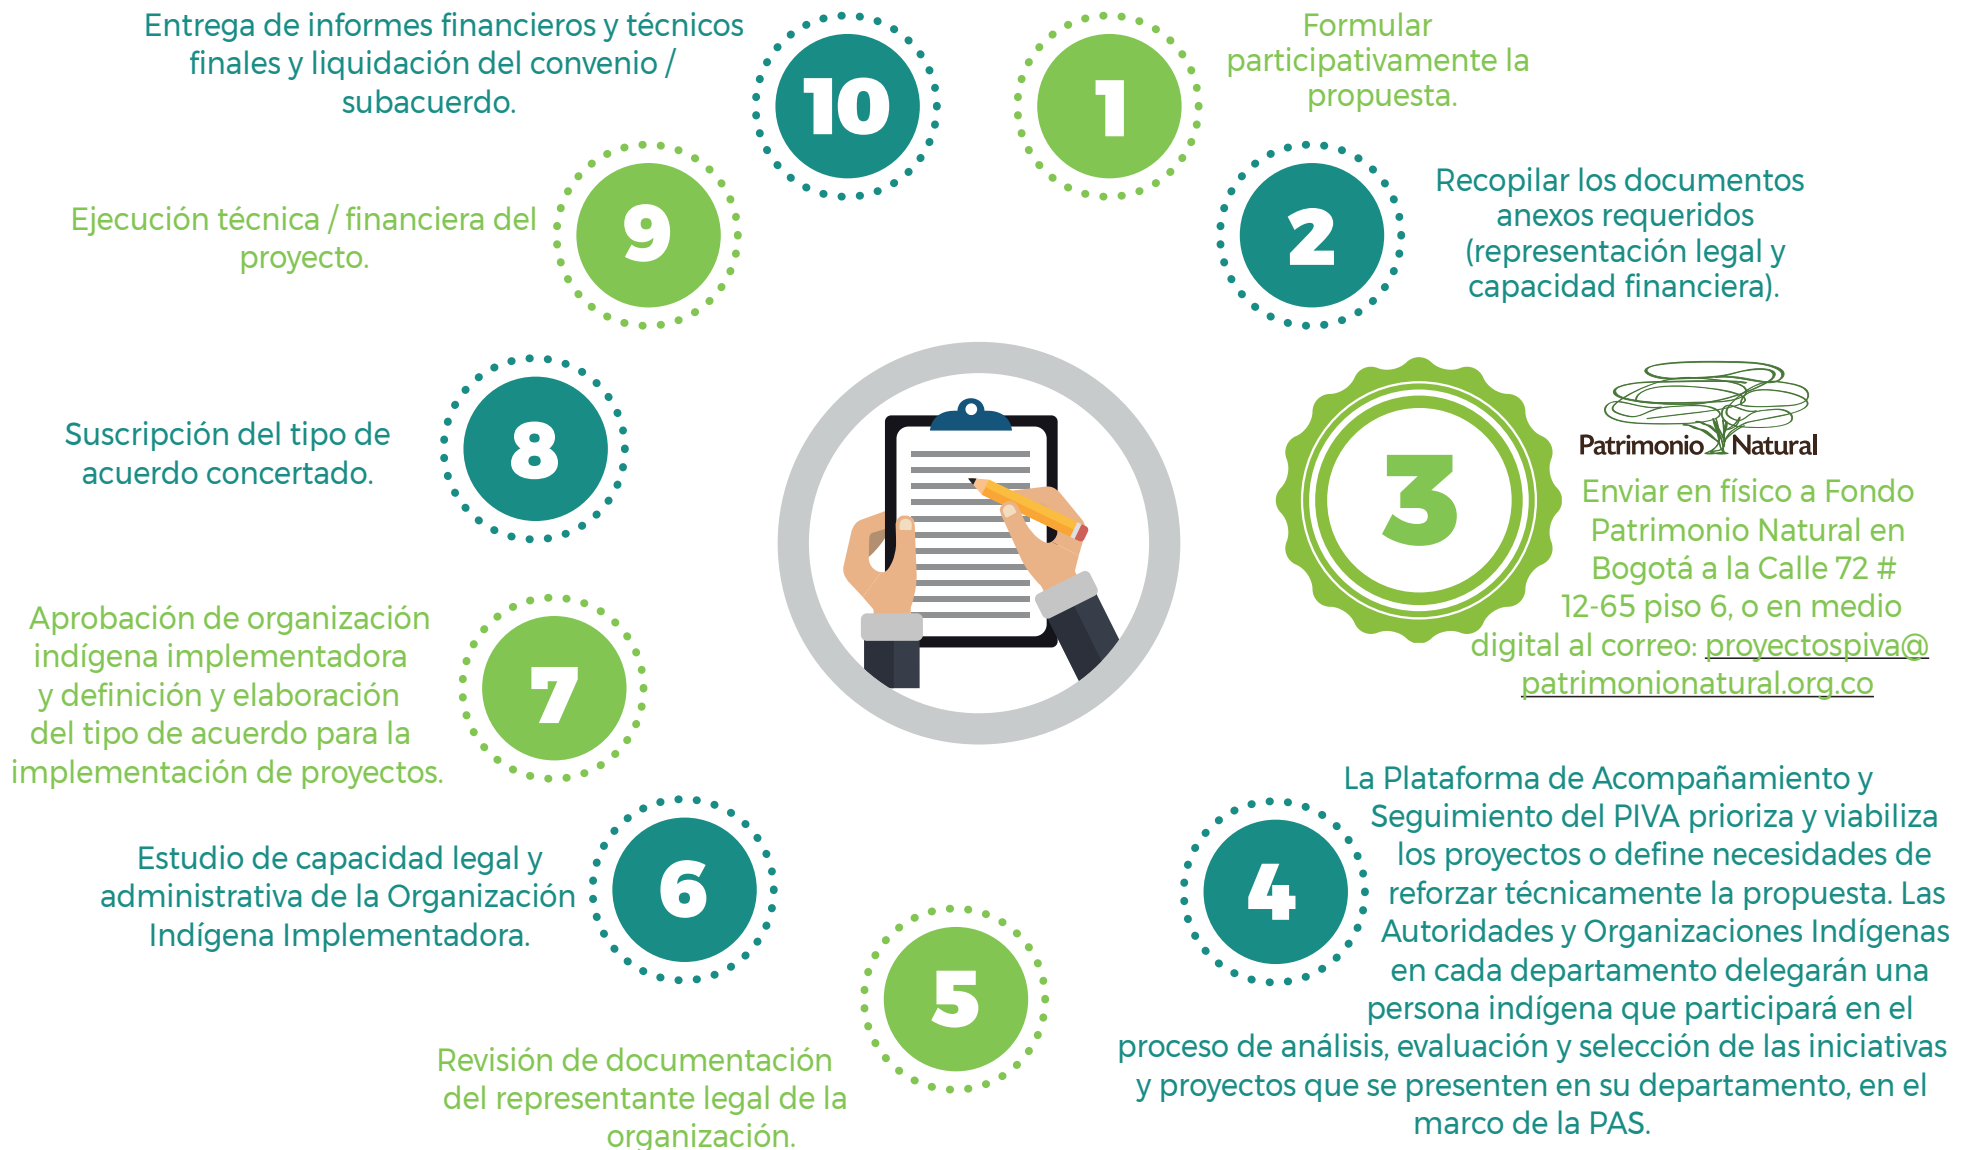 1
Formular
participativamente la
propuesta.
2
Recopilar los documentos
anexos requeridos
(representación legal y
capacidad financiera).
3
Patrimonio Natural
Enviar en físico a Fondo
Patrimonio Natural en
Bogotá a la Calle 72 #
12-65 piso 6, o en medio
digital al correo: proyectospiva@
patrimonionatural.org.co
4
La Plataforma de Acompañamiento y
Seguimiento del PIVA prioriza y viabiliza
los proyectos o define necesidades de
reforzar técnicamente la propuesta. Las
Autoridades y Organizaciones Indígenas
en cada departamento delegarán una
persona indígena que participará en el
proceso de análisis, evaluación y selección de las iniciativas
y proyectos que se presenten en su departamento, en el
marco de la PAS.
5
Revisión de documentación
del representante legal de la
organización.
6
Estudio de capacidad legal y
administrativa de la Organización
Indígena Implementadora.
7
Aprobación de organización
indígena implementadora
y definición y elaboración
del tipo de acuerdo para la
implementación de proyectos.
8
Suscripción del tipo de
acuerdo concertado.
9
Ejecución técnica / financiera del
proyecto.
10
Entrega de informes financieros y técnicos
finales y liquidación del convenio /
subacuerdo.